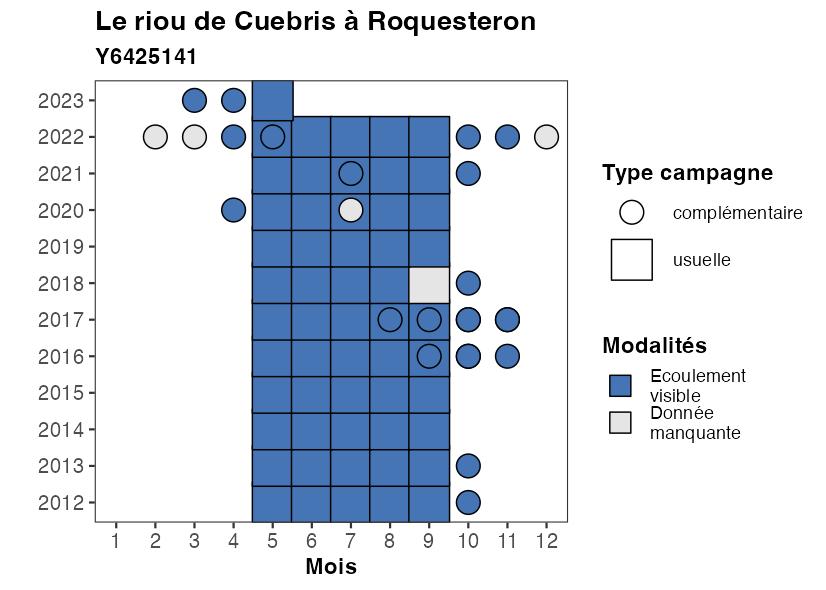 Le riou de Cuebris à Roquesteron
Y6425141
2023
2022
2021
2020
2019
2018
2017
2016
2015
2014
2013
2012
1 2 3 4 5 6 7 8 9 10 11 12
Mois
Type campagne
complémentaire
usuelle
Modalités
Ecoulement
visible
Donnée
manquante